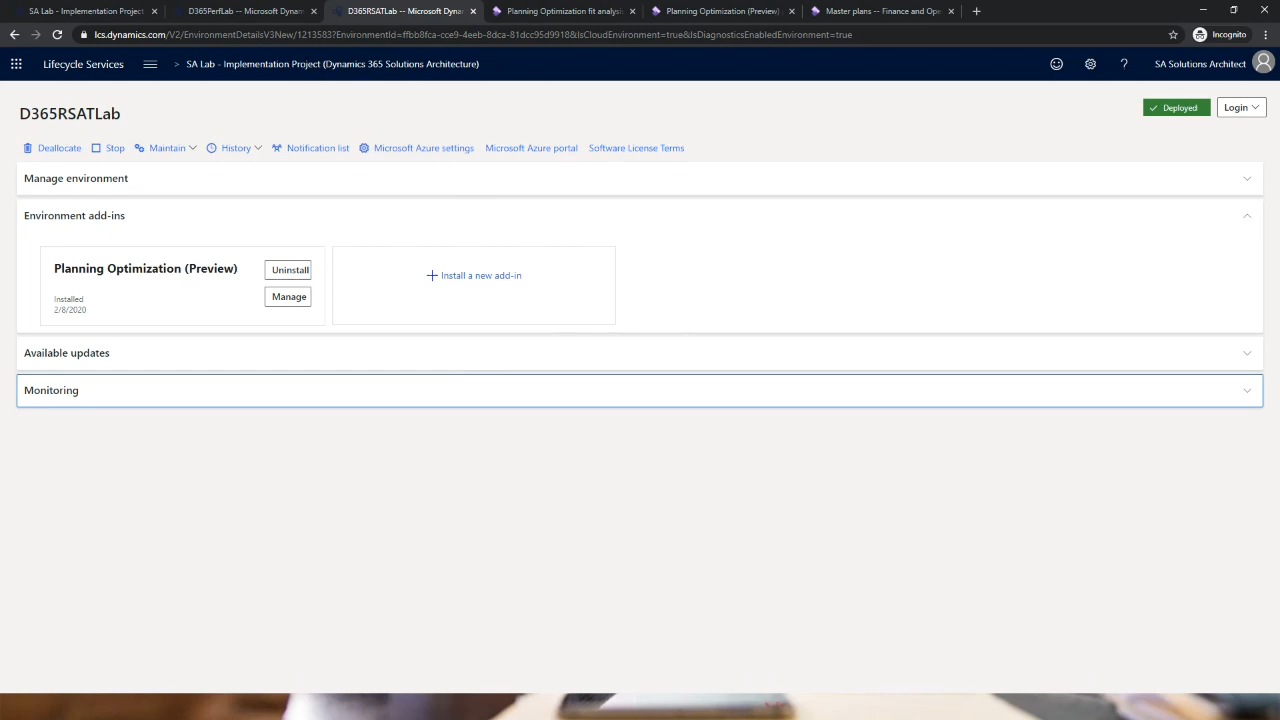 SA Lab - Implementation Project
D365PerfLab -- Microsoft Dynam
D365RSATLab -- Microsoft Dynam
Planning Optimization fit analysis
Planning Optimization (Preview)
Master plans -- Finance and Ope
lcs.dynamics.com/V2/EnvironmentDetailsV3New/1213583?EnvironmentId=ffbb8fca-cce9-4eeb-8dca-81dcc95d9918&IsCloudEnvironment=true&IsDiagnosticsEnabledEnvironment=true
Incognito
Lifecycle Services > SA Lab - Implementation Project (Dynamics 365 Solutions Architecture)
? SA Solutions Architect
D365RSATLab
Deployed
Login
Deallocate Stop Maintain History Notification list Microsoft Azure settings Microsoft Azure portal Software License Terms
Manage environment
Environment add-ins
Planning Optimization (Preview)
Uninstall
Installed
2/8/2020
Manage
+ Install a new add-in
Available updates
Monitoring